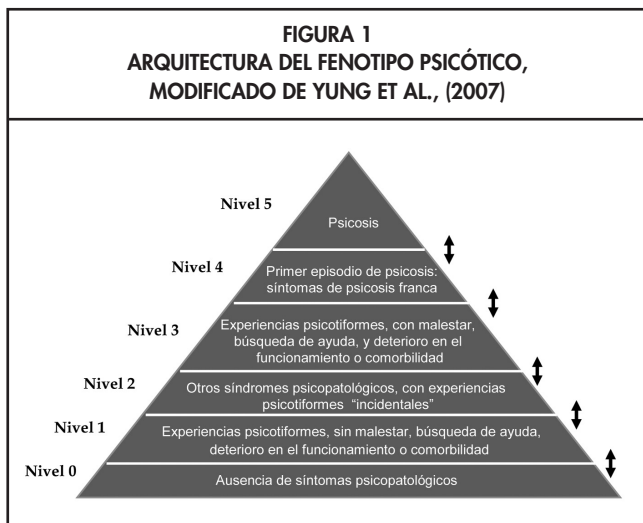 FIGURA 1
ARQUITECTURA DEL FENOTIPO PSICÓTICO,
MODIFICADO DE YUNG ET AL., (2007)
Nivel 5
Psicosis
Nivel 4
Primer episodio de psicosis:
síntomas de psicosis franca
Nivel 3
Experiencias psicotiformes, con malestar,
búsqueda de ayuda, y deterioro en el
funcionamiento o comorbilidad
Nivel 2
Otros síndromes psicopatológicos, con experiencias
psicotiformes “incidentales”
Nivel 1
Experiencias psicotiformes, sin malestar, búsqueda de ayuda,
deterioro en el funcionamiento o comorbilidad
Nivel 0
Ausencia de síntomas psicopatológicos